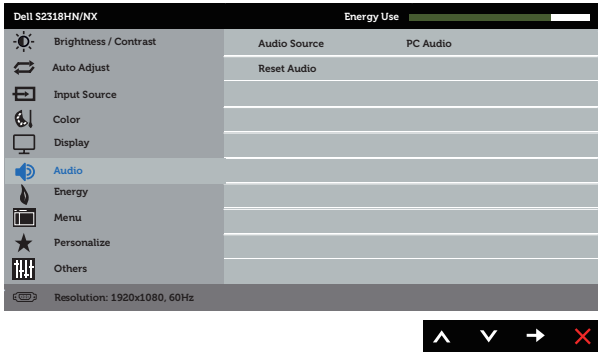 Dell S2318HN/NX Energy Use
Brightness / Contrast Audio Source PC Audio
Auto Adjust Reset Audio
Input Source
Color
Display
Audio
Energy
Menu
Personalize
Others
Resolution: 1920x1080, 60Hz